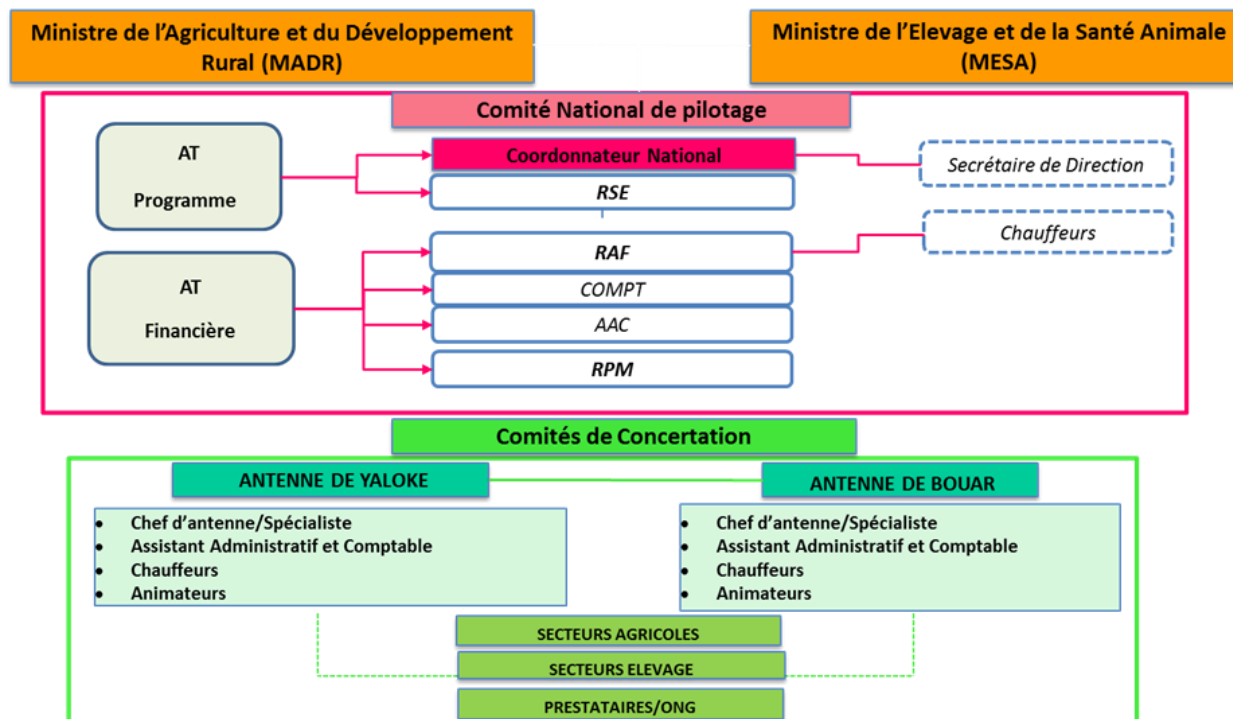 Ministre de l'Agriculture et du Développement
Rural (MADR)
Ministre de l'Elevage et de la Santé Animale
(MESA)
Comité National de pilotage
AT
Programme
Coordonnateur National
Secrétaire de Direction
RSE
AT
Financière
RAF
Chauffeurs
COMPT
AAC
RPM
Comités de Concertation
ANTENNE DE YALOKE
• Chef d'antenne/Spécialiste
• Assistant Administratif et Comptable
• Chauffeurs
• Animateurs
ANTENNE DE BOUAR
• Chef d'antenne/Spécialiste
• Assistant Administratif et Comptable
• Chauffeurs
• Animateurs
SECTEURS AGRICOLES
SECTEURS ELEVAGE
PRESTATAIRES/ONG